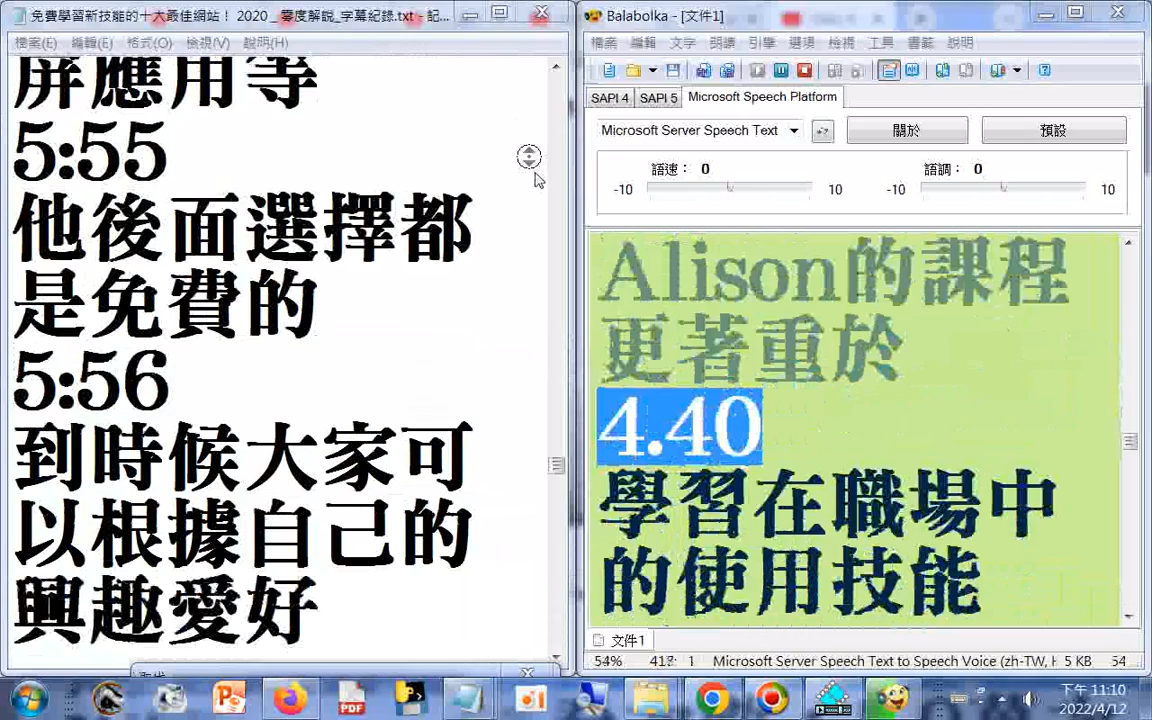 免費學習新技能的十大最佳網站! 2020 _ 零度解說_字幕紀錄.txt - 記...
檔案(E) 編輯(E) 格式(O) 檢視(V) 說明(H)
屏應用等
5:55
他後面選擇都
是免費的
5:56
到時候大家可
以根據自己的
興趣愛好
Balabolka - [文件1]
檔案 編輯 文字 朗讀 引擎 選項 檢視 工具 書籤 說明
SAPI 4 SAPI 5 Microsoft Speech Platform
Microsoft Server Speech Text 關於 預設
語速: 0 語調: 0
-10 10 -10 10
Alison的課程
更著重於
4.40
學習在職場中
的使用技能
文件1
54% 41?: 1 Microsoft Server Speech Text to Speech Voice (zh-TW, H 5 KB 54
下午 11:10
2022/4/12